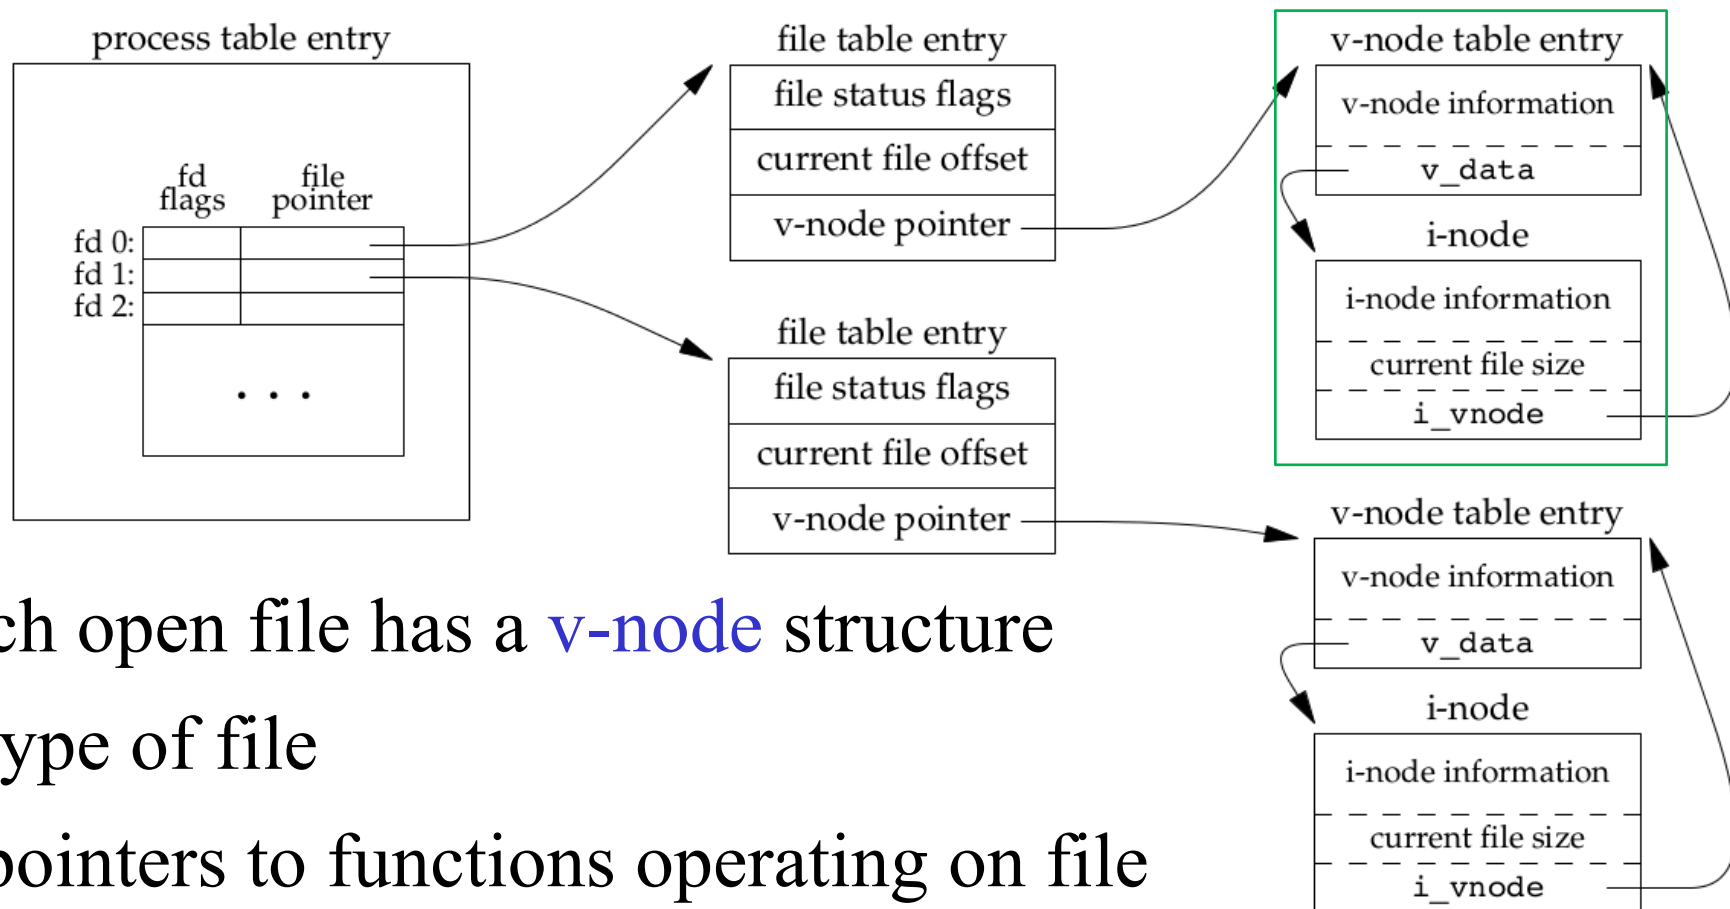 process table entry
fd flags
file pointer
fd 0:
fd 1:
fd 2:
. . .
file table entry
file status flags
current file offset
v-node pointer
file table entry
file status flags
current file offset
v-node pointer
v-node table entry
v-node information
v_data
i-node
i-node information
current file size
i_vnode
v-node table entry
v-node information
v_data
i-node
i-node information
current file size
i_vnode
ch open file has a v-node structure
ype of file
pointers to functions operating on file